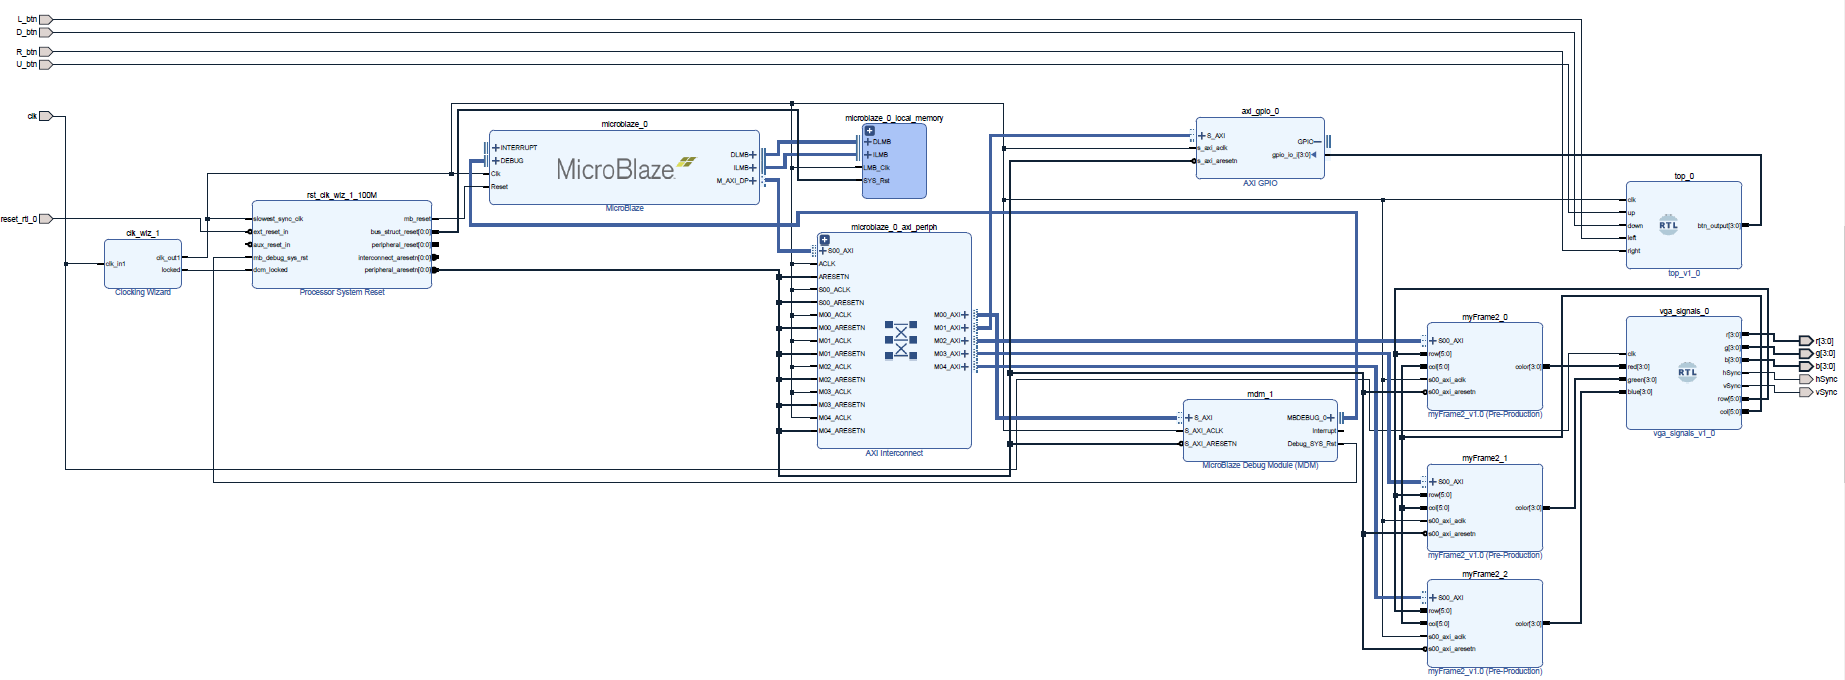 L_btn
D_btn
R_btn
U_btn
clk
reset_rtl_0
clk_wiz_1
clk_in1
clk_out1
locked
Clocking Wizard
rst_clk_wiz_1_100M
slowest_sync_clk
ext_reset_in
aux_reset_in
mb_debug_sys_rst
dcm_locked
mb_reset
bus_struct_reset[0:0]
peripheral_reset[0:0]
interconnect_aresetn[0:0]
peripheral_aresetn[0:0]
Processor System Reset
microblaze_0
INTERRUPT
DEBUG
Clk
Reset
MicroBlaze
DLMB
ILMB
M_AXI_DP
MicroBlaze
microblaze_0_local_memory
DLMB
ILMB
LMB_Clk
SYS_Rst
microblaze_0_axi_periph
S00_AXI
ACLK
ARESETN
S00_ACLK
S00_ARESETN
M00_ACLK
M00_ARESETN
M01_ACLK
M01_ARESETN
M02_ACLK
M02_ARESETN
M03_ACLK
M03_ARESETN
M04_ACLK
M04_ARESETN
M00_AXI
M01_AXI
M02_AXI
M03_AXI
M04_AXI
AXI Interconnect
axi_gpio_0
S_AXI
s_axi_aclk
s_axi_aresetn
GPIO
gpio_io_i[3:0]
AXI GPIO
mdm_1
S_AXI
S_AXI_ACLK
S_AXI_ARESETN
MBDEBUG_0
Interrupt
Debug_SYS_Rst
MicroBlaze Debug Module (MDM)
top_0
clk
up
down
left
right
RTL
btn_output[3:0]
top_v1_0
myFrame2_0
S00_AXI
row[5:0]
col[5:0]
s00_axi_aclk
s00_axi_aresetn
color[3:0]
myFrame2_v1.0 (Pre-Production)
myFrame2_1
S00_AXI
row[5:0]
col[5:0]
s00_axi_aclk
s00_axi_aresetn
color[3:0]
myFrame2_v1.0 (Pre-Production)
myFrame2_2
S00_AXI
row[5:0]
col[5:0]
s00_axi_aclk
s00_axi_aresetn
color[3:0]
myFrame2_v1.0 (Pre-Production)
vga_signals_0
clk
red[3:0]
green[3:0]
blue[3:0]
RTL
r[3:0]
g[3:0]
b[3:0]
hSync
vSync
row[5:0]
col[5:0]
vga_signals_v1_0
r[3:0]
g[3:0]
b[3:0]
hSync
vSync